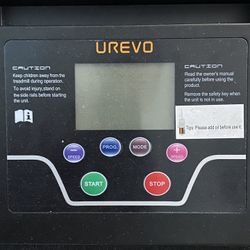 UREVO
CAUTION
Keep children away from the
treadmill during operation.
To avoid injury,stand on
the side rails before starting
the unit.
CAUTION
Read the owner's manual
carefully before using the
product.
Remove the safety key when
the unit is not in use.
Tips: Please add oil before use it.
−
SPEED
PROG.
MODE
+
SPEED
START
STOP